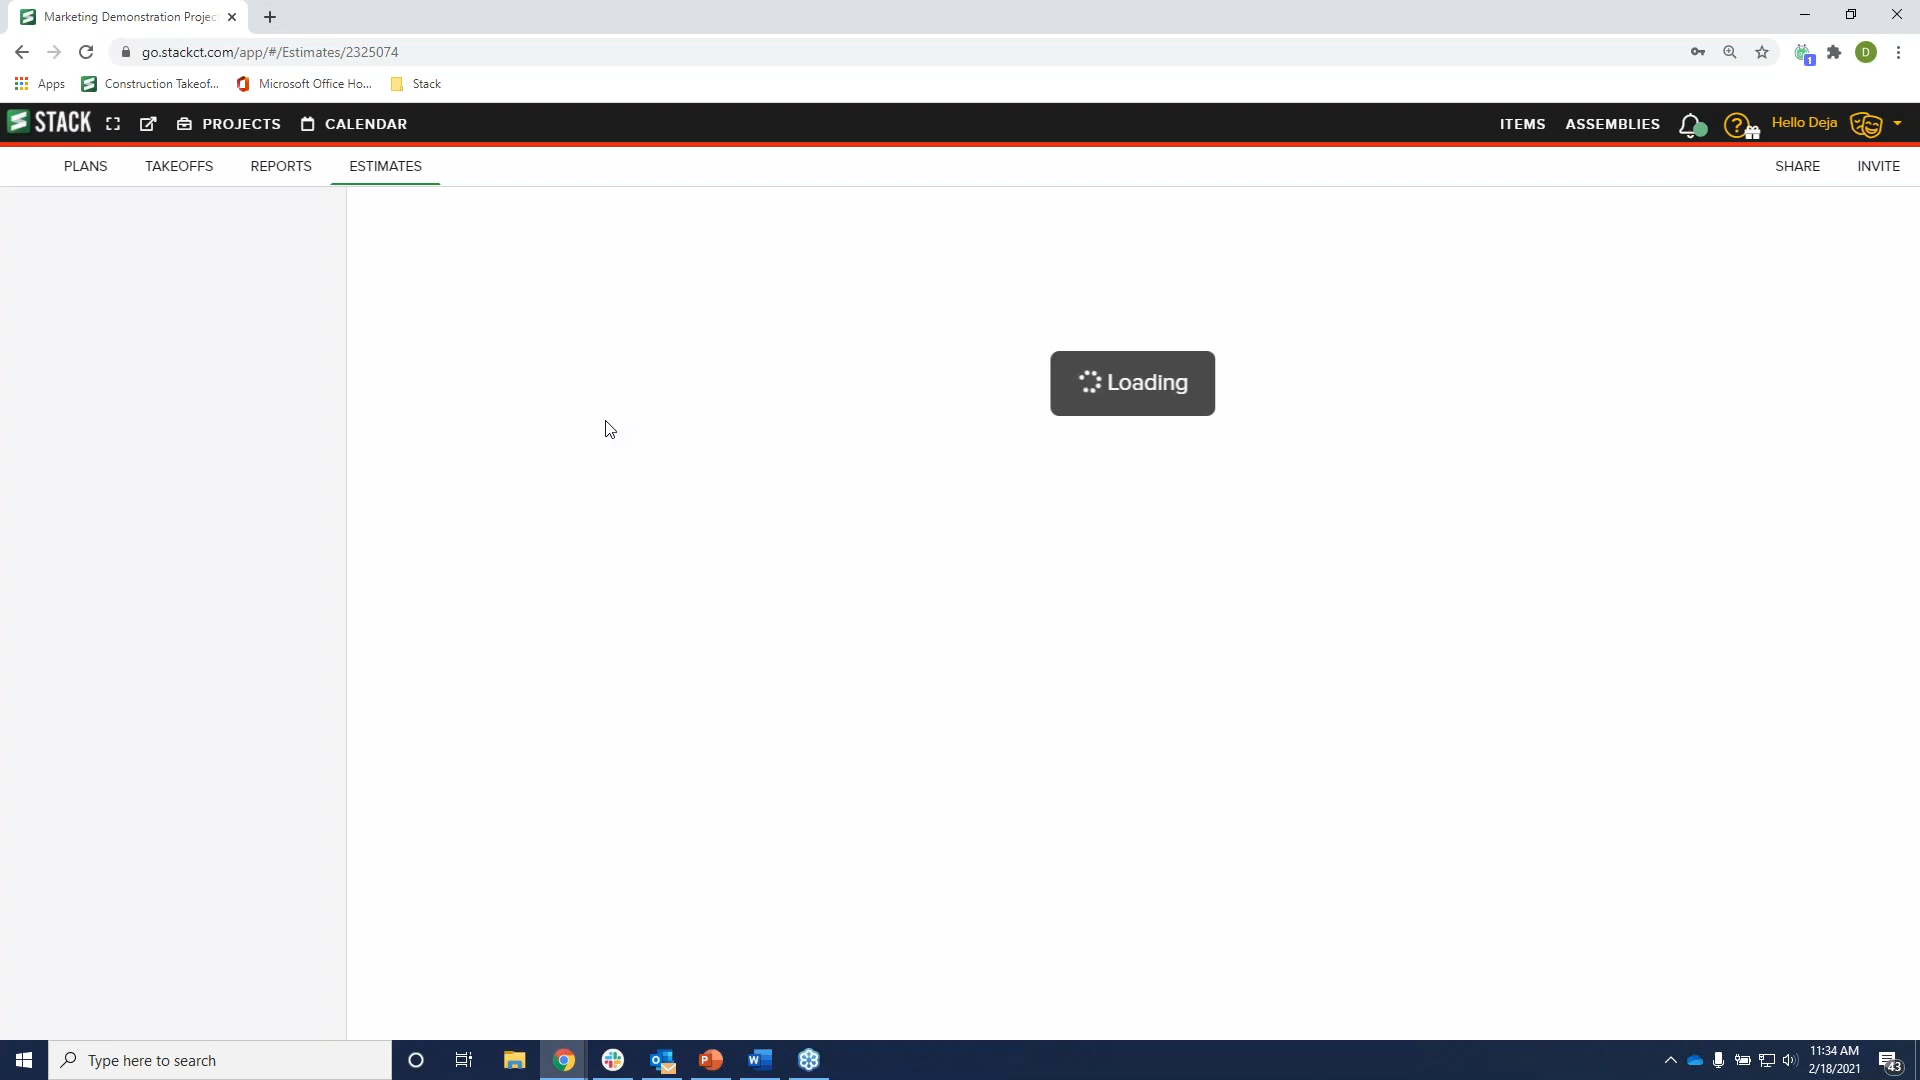 Marketing Demonstration Projec
go.stackct.com/app/#/Estimates/2325074
1
D
Apps
Construction Takeof...
Microsoft Office Ho...
Stack
STACK
PROJECTS
CALENDAR
ITEMS
ASSEMBLIES
?
Hello Deja
PLANS
TAKEOFFS
REPORTS
ESTIMATES
SHARE
INVITE
Loading
Type here to search
11:34 AM
2/18/2021
43